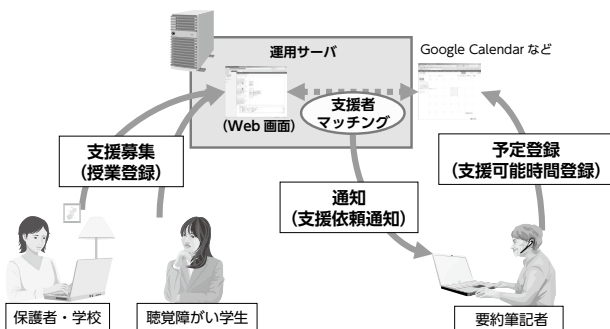 運用サーバ
Google Calendar など
(Web 画面)
支援者
マッチング
支援募集
(授業登録)
予定登録
(支援可能時間登録)
通知
(支援依頼通知)
保護者・学校
聴覚障がい学生
要約筆記者